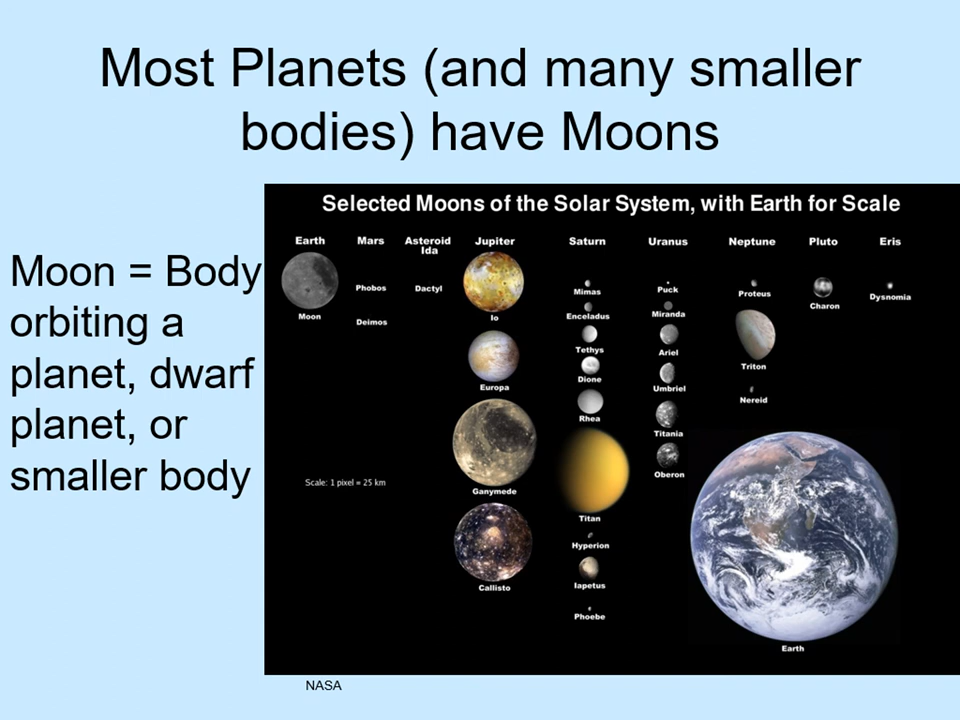 Most Planets (and many smaller
bodies) have Moons
Moon = Body
orbiting a
planet, dwarf
planet, or
smaller body
Selected Moons of the Solar System, with Earth for Scale
Earth Mars Asteroid Ida Jupiter Saturn Uranus Neptune Pluto Eris
Moon
Phobos
Deimos
Dactyl
Io
Europa
Ganymede
Callisto
Mimas
Enceladus
Tethys
Dione
Rhea
Titan
Hyperion
Iapetus
Phoebe
Puck
Miranda
Ariel
Umbriel
Titania
Oberon
Proteus
Triton
Nereid
Charon
Dysnomia
Scale: 1 pixel = 25 km
Earth
NASA